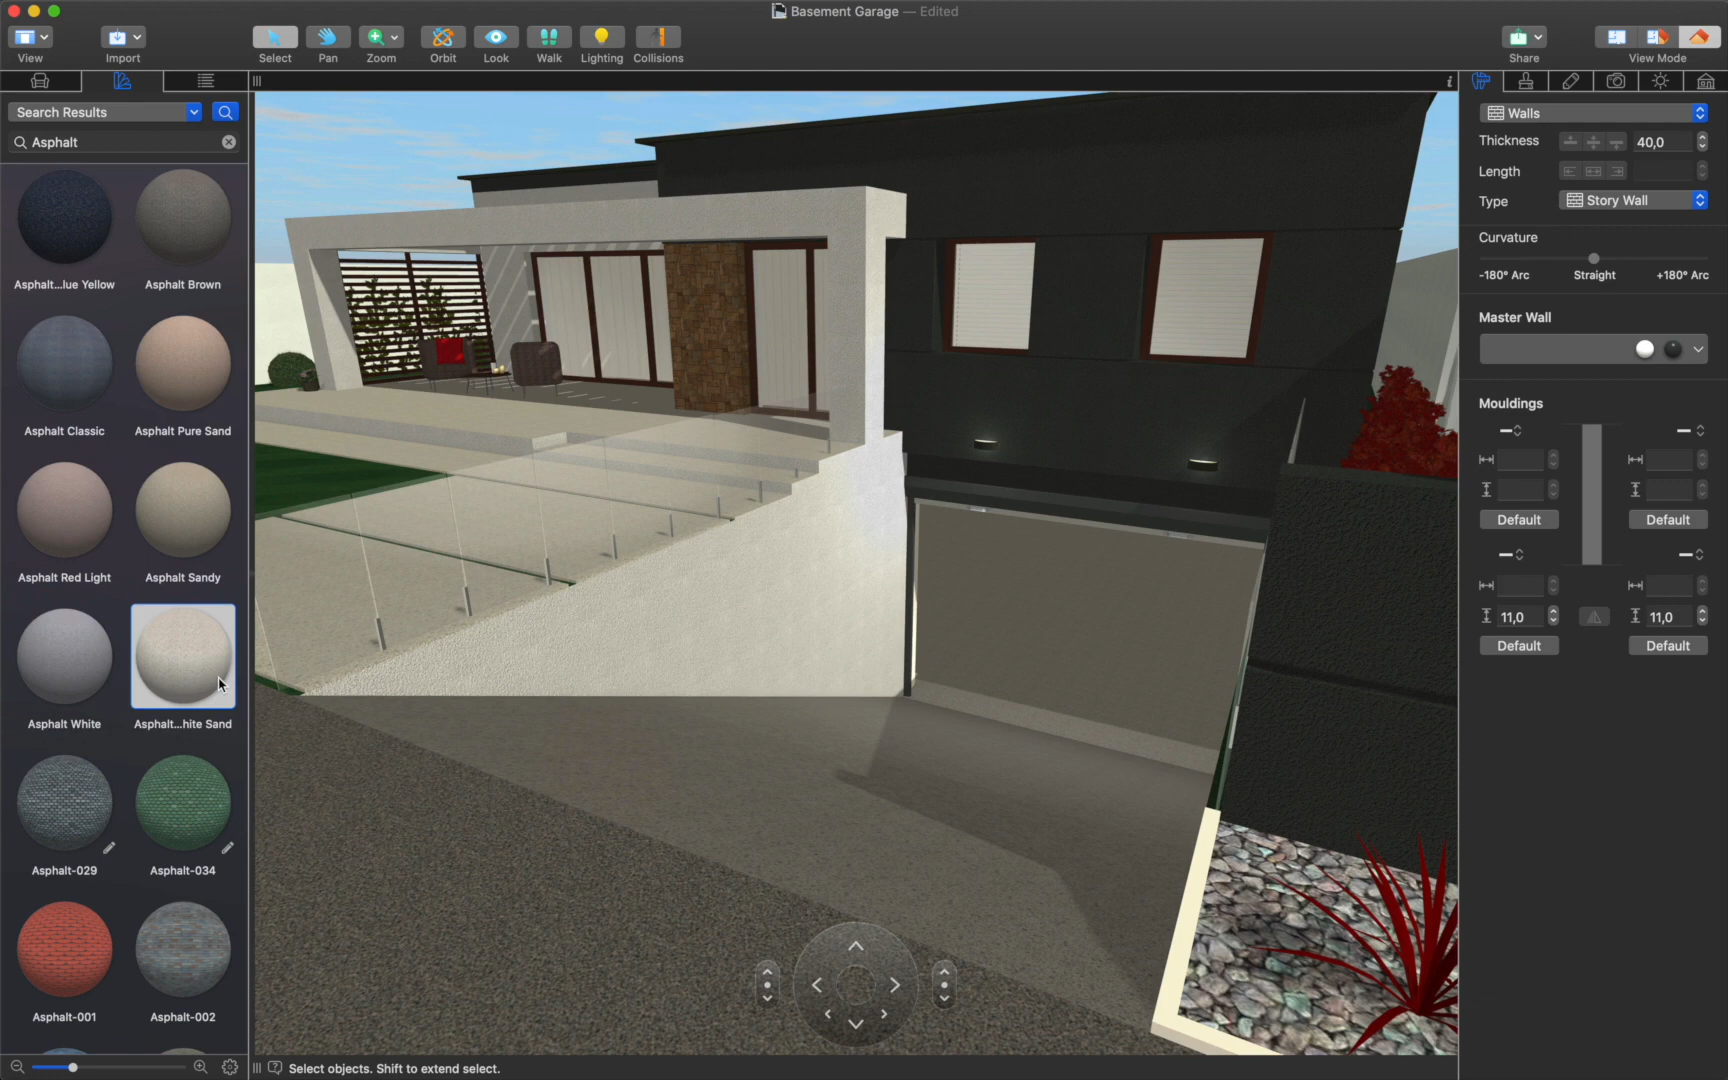 Basement Garage — Edited
View
Import
Select
Pan
Zoom
Orbit
Look
Walk
Lighting
Collisions
Share
View Mode
Search Results
Asphalt
Asphalt...lue Yellow
Asphalt Brown
Asphalt Classic
Asphalt Pure Sand
Asphalt Red Light
Asphalt Sandy
Asphalt White
Asphalt...hite Sand
Asphalt-029
Asphalt-034
Asphalt-001
Asphalt-002
Select objects. Shift to extend select.
i
Walls
Thickness
40,0
Length
Type
Story Wall
Curvature
-180° Arc
Straight
+180° Arc
Master Wall
Mouldings
Default
Default
11,0
11,0
Default
Default